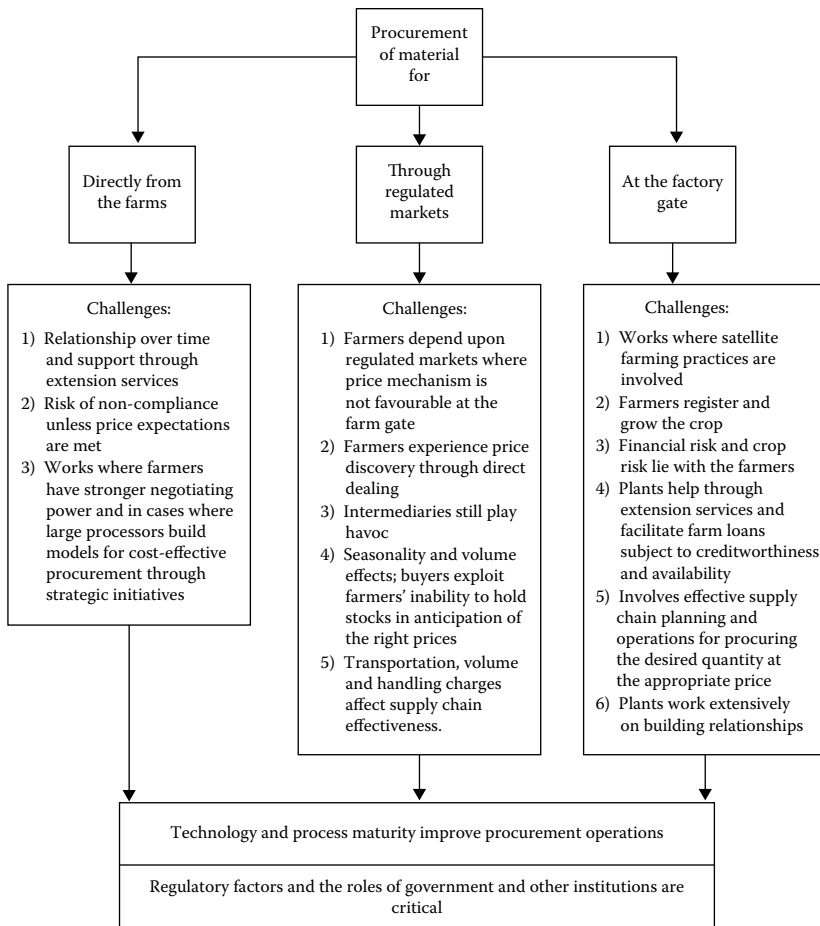 Procurement
of material
for
Directly from
the farms
Through
regulated
markets
At the factory
gate
Challenges:
1) Relationship over time
and support through
extension services
2) Risk of non-compliance
unless price expectations
are met
3) Works where farmers
have stronger negotiating
power and in cases where
large processors build
models for cost-effective
procurement through
strategic initiatives
Challenges:
1) Farmers depend upon
regulated markets where
price mechanism is
not favourable at the
farm gate
2) Farmers experience price
discovery through direct
dealing
3) Intermediaries still play
havoc
4) Seasonality and volume
effects; buyers exploit
farmers’ inability to hold
stocks in anticipation of
the right prices
5) Transportation, volume
and handling charges
affect supply chain
effectiveness.
Challenges:
1) Works where satellite
farming practices are
involved
2) Farmers register and
grow the crop
3) Financial risk and crop
risk lie with the farmers
4) Plants help through
extension services and
facilitate farm loans
subject to creditworthiness
and availability
5) Involves effective supply
chain planning and
operations for procuring
the desired quantity at
the appropriate price
6) Plants work extensively
on building relationships
Technology and process maturity improve procurement operations
Regulatory factors and the roles of government and other institutions are
critical